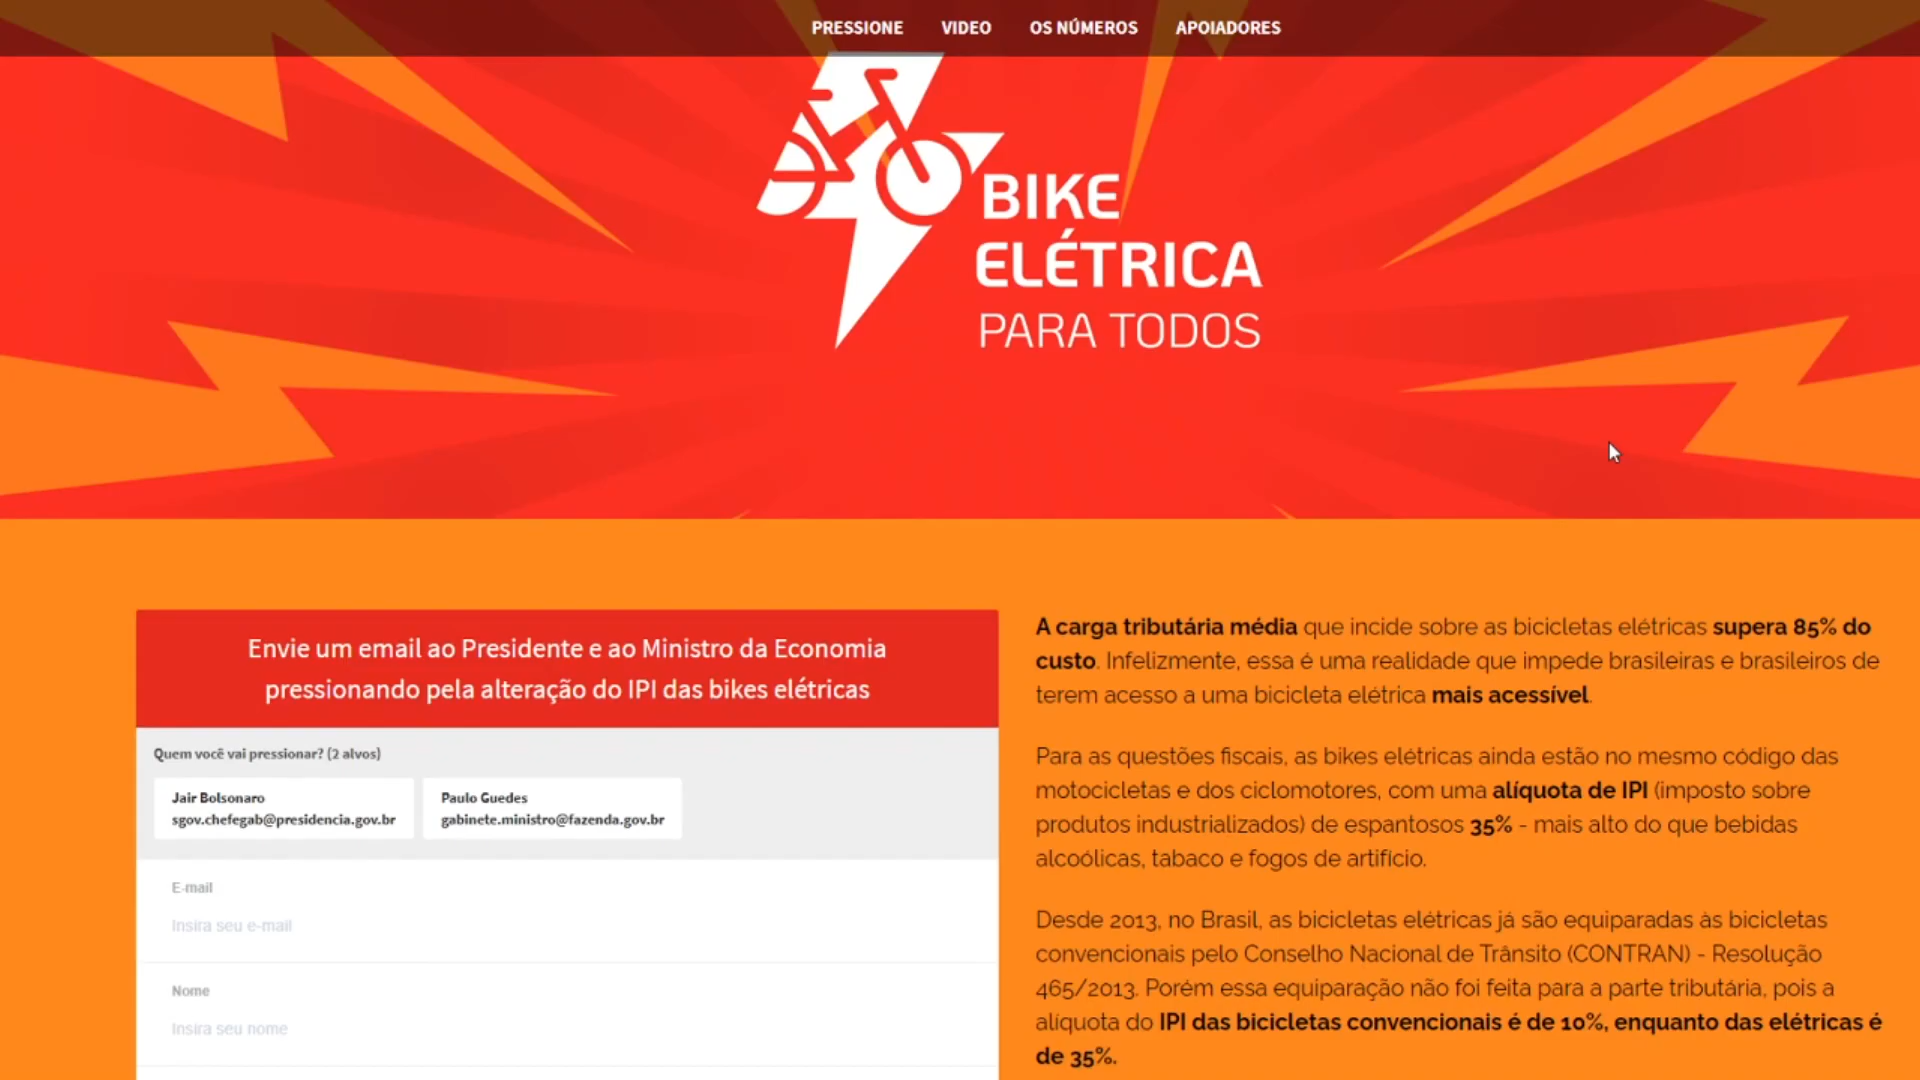 PRESSIONE VIDEO OS NÚMEROS APOIADORES
BIKE
ELÉTRICA
PARA TODOS
Envie um email ao Presidente e ao Ministro da Economia
pressionando pela alteração do IPI das bikes elétricas
Quem você vai pressionar? (2 alvos)
Jair Bolsonaro
sgov.chefegab@presidencia.gov.br
Paulo Guedes
gabinete.ministro@fazenda.gov.br
E-mail
Insira seu e-mail
Nome
Insira seu nome
A carga tributária média que incide sobre as bicicletas elétricas supera 85% do
custo. Infelizmente, essa é uma realidade que impede brasileiras e brasileiros de
terem acesso a uma bicicleta elétrica mais acessível.
Para as questões fiscais, as bikes elétricas ainda estão no mesmo código das
motocicletas e dos ciclomotores, com uma alíquota de IPI (imposto sobre
produtos industrializados) de espantosos 35% - mais alto do que bebidas
alcoólicas, tabaco e fogos de artifício.
Desde 2013, no Brasil, as bicicletas elétricas já são equiparadas às bicicletas
convencionais pelo Conselho Nacional de Trânsito (CONTRAN) - Resolução
465/2013. Porém essa equiparação não foi feita para a parte tributária, pois a
alíquota do IPI das bicicletas convencionais é de 10%, enquanto das elétricas é
de 35%.